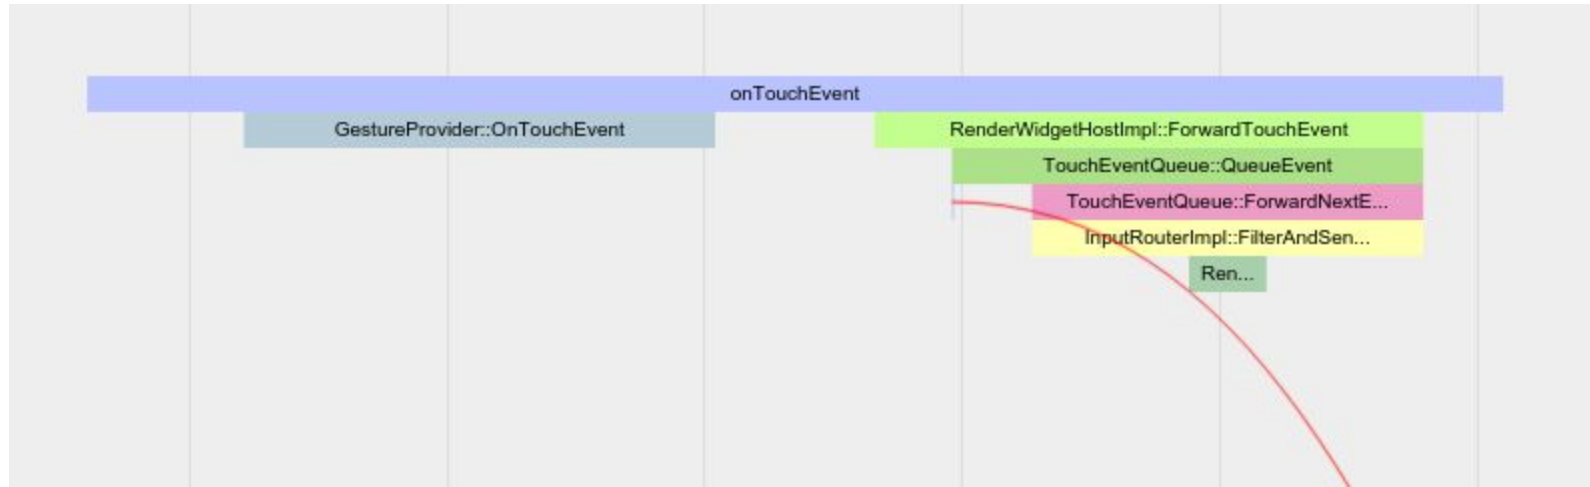 onTouchEvent
GestureProvider::OnTouchEvent
RenderWidgetHostImpl::ForwardTouchEvent
TouchEventQueue::QueueEvent
TouchEventQueue::ForwardNextE...
InputRouterImpl::FilterAndSen...
Ren...